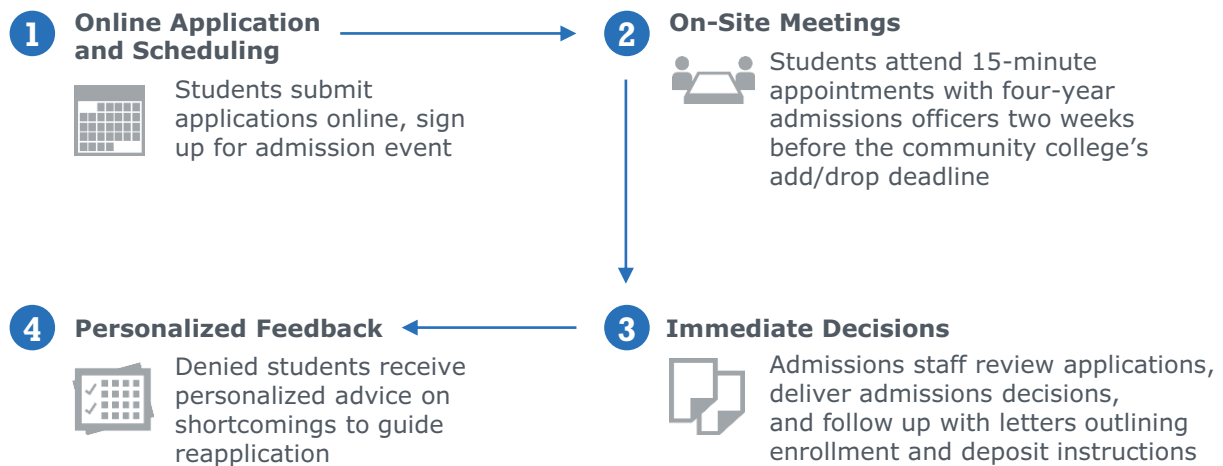 1
Online Application
and Scheduling
Students submit
applications online, sign
up for admission event
2
On-Site Meetings
Students attend 15-minute
appointments with four-year
admissions officers two weeks
before the community college’s
add/drop deadline
3
Immediate Decisions
Admissions staff review applications,
deliver admissions decisions,
and follow up with letters outlining
enrollment and deposit instructions
4
Personalized Feedback
Denied students receive
personalized advice on
shortcomings to guide
reapplication